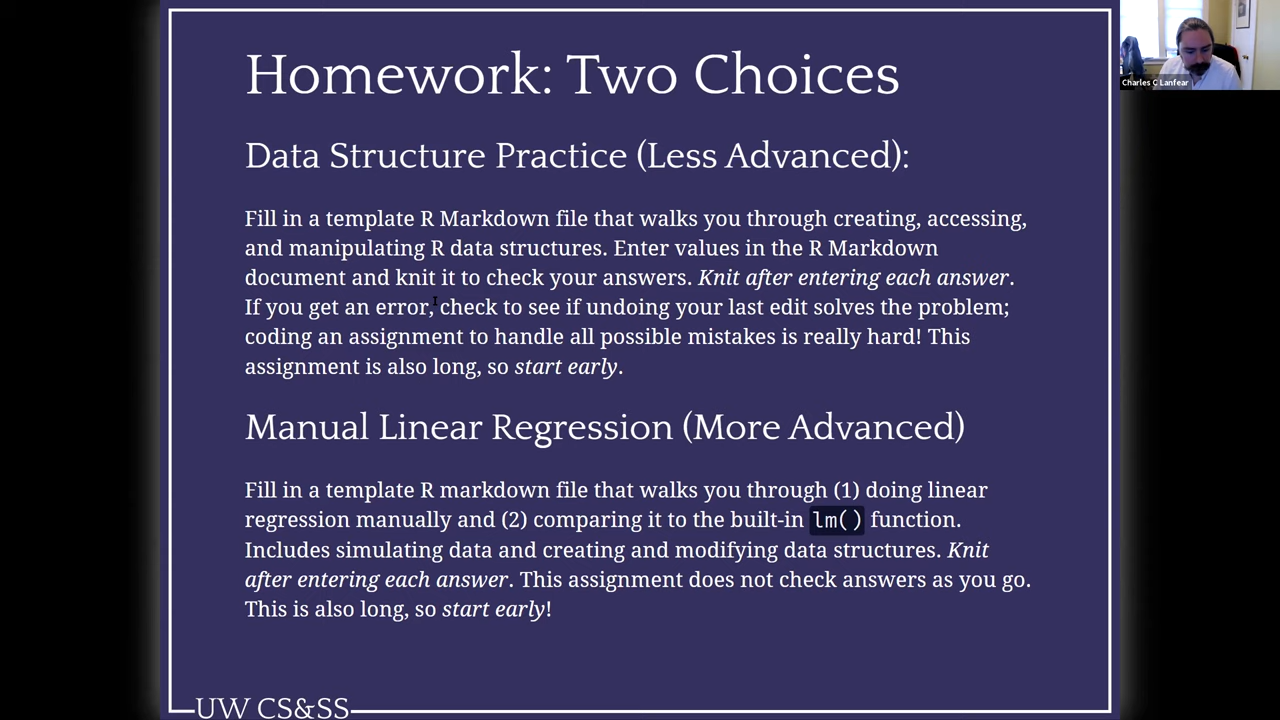 Homework: Two Choices
Data Structure Practice (Less Advanced):
Fill in a template R Markdown file that walks you through creating, accessing,
and manipulating R data structures. Enter values in the R Markdown
document and knit it to check your answers. Knit after entering each answer.
If you get an error, check to see if undoing your last edit solves the problem;
coding an assignment to handle all possible mistakes is really hard! This
assignment is also long, so start early.
Manual Linear Regression (More Advanced)
Fill in a template R markdown file that walks you through (1) doing linear
regression manually and (2) comparing it to the built-in lm() function.
Includes simulating data and creating and modifying data structures. Knit
after entering each answer. This assignment does not check answers as you go.
This is also long, so start early!
UW CS&SS
Charles C Lanfear